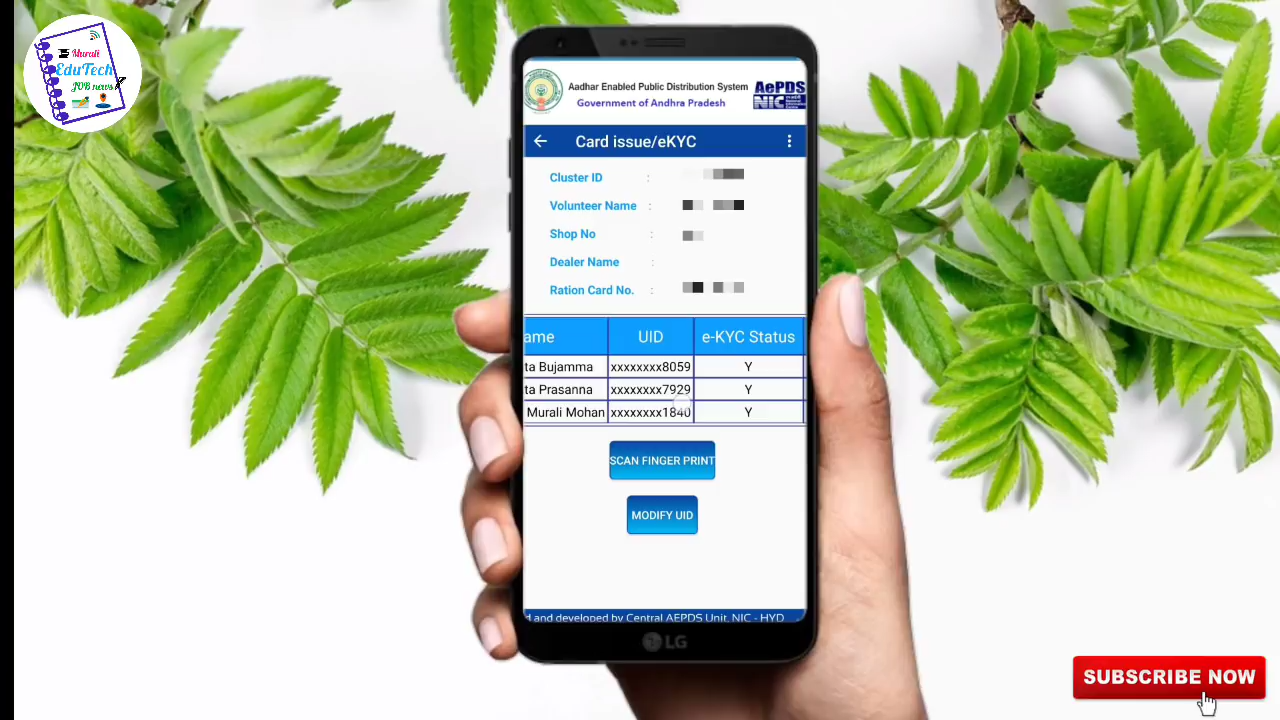 Murali
EduTech
JOB news
Aadhar Enabled Public Distribution System
Government of Andhra Pradesh
AePDS
NIC
Card issue/eKYC
Cluster ID :
Volunteer Name :
Shop No :
Dealer Name :
Ration Card No. :
ame UID e-KYC Status
ta Bujamma xxxxxxxx8059 Y
ta Prasanna xxxxxxxx7929 Y
Murali Mohan xxxxxxxx1840 Y
SCAN FINGER PRINT
MODIFY UID
d and developed by Central AEPDS Unit, NIC - HYD
LG
SUBSCRIBE NOW